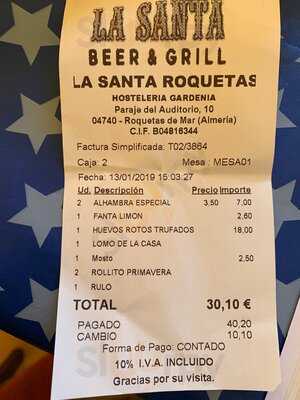 LA SANTA
BEER & GRILL
LA SANTA ROQUETAS
HOSTELERIA GARDENIA
Paraje del Auditorio, 10
04740 - Roquetas de Mar (Almería)
C.I.F. B04816344
Factura Simplificada: T02/3864
Caja: 2 Mesa: MESA01
Fecha: 13/01/2019 15:03:27
Ud. Descripción Precio Importe
2 ALHAMBRA ESPECIAL 3,50 7,00
1 FANTA LIMON 2,60
1 HUEVOS ROTOS TRUFADOS 18,00
1 LOMO DE LA CASA
1 Mosto 2,50
2 ROLLITO PRIMAVERA
1 RULO
TOTAL 30,10 €
PAGADO 40,20
CAMBIO 10,10
Forma de Pago: CONTADO
10% I.V.A. INCLUIDO
Gracias por su visita.